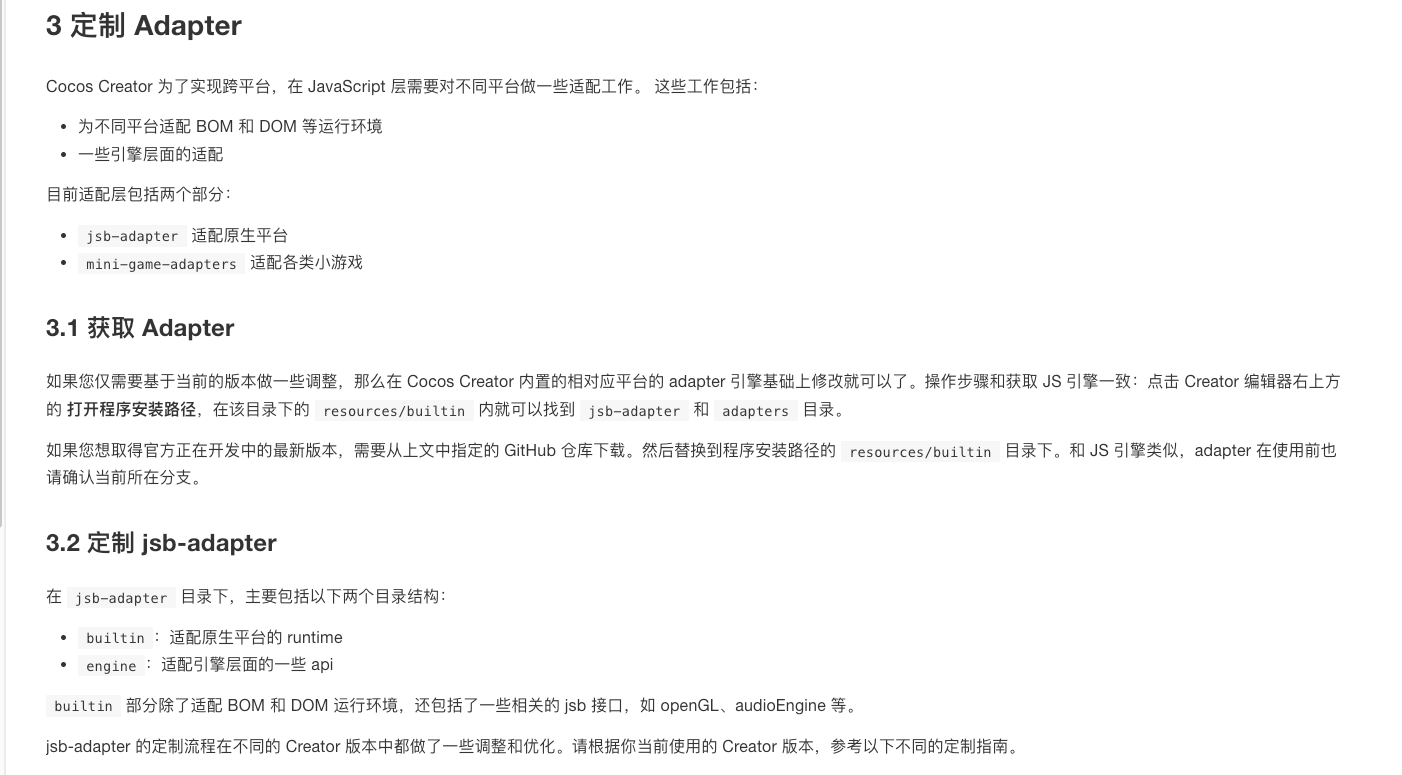 3 定制 Adapter
Cocos Creator 为了实现跨平台，在 JavaScript 层需要对不同平台做一些适配工作。 这些工作包括：
• 为不同平台适配 BOM 和 DOM 等运行环境
• 一些引擎层面的适配
目前适配层包括两个部分：
• jsb-adapter 适配原生平台
• mini-game-adapters 适配各类小游戏
3.1 获取 Adapter
如果您仅需要基于当前的版本做一些调整，那么在 Cocos Creator 内置的相对应平台的 adapter 引擎基础上修改就可以了。操作步骤和获取 JS 引擎一致：点击 Creator 编辑器右上方
的 打开程序安装路径，在该目录下的 resources/builtin 内就可以找到 jsb-adapter 和 adapters 目录。
如果您想取得官方正在开发中的最新版本，需要从上文中指定的 GitHub 仓库下载。然后替换到程序安装路径的 resources/builtin 目录下。和 JS 引擎类似，adapter 在使用前也
请确认当前所在分支。
3.2 定制 jsb-adapter
在 jsb-adapter 目录下，主要包括以下两个目录结构：
• builtin ：适配原生平台的 runtime
• engine ：适配引擎层面的一些 api
builtin 部分除了适配 BOM 和 DOM 运行环境，还包括了一些相关的 jsb 接口，如 openGL、audioEngine 等。
jsb-adapter 的定制流程在不同的 Creator 版本中都做了一些调整和优化。请根据你当前使用的 Creator 版本，参考以下不同的定制指南。